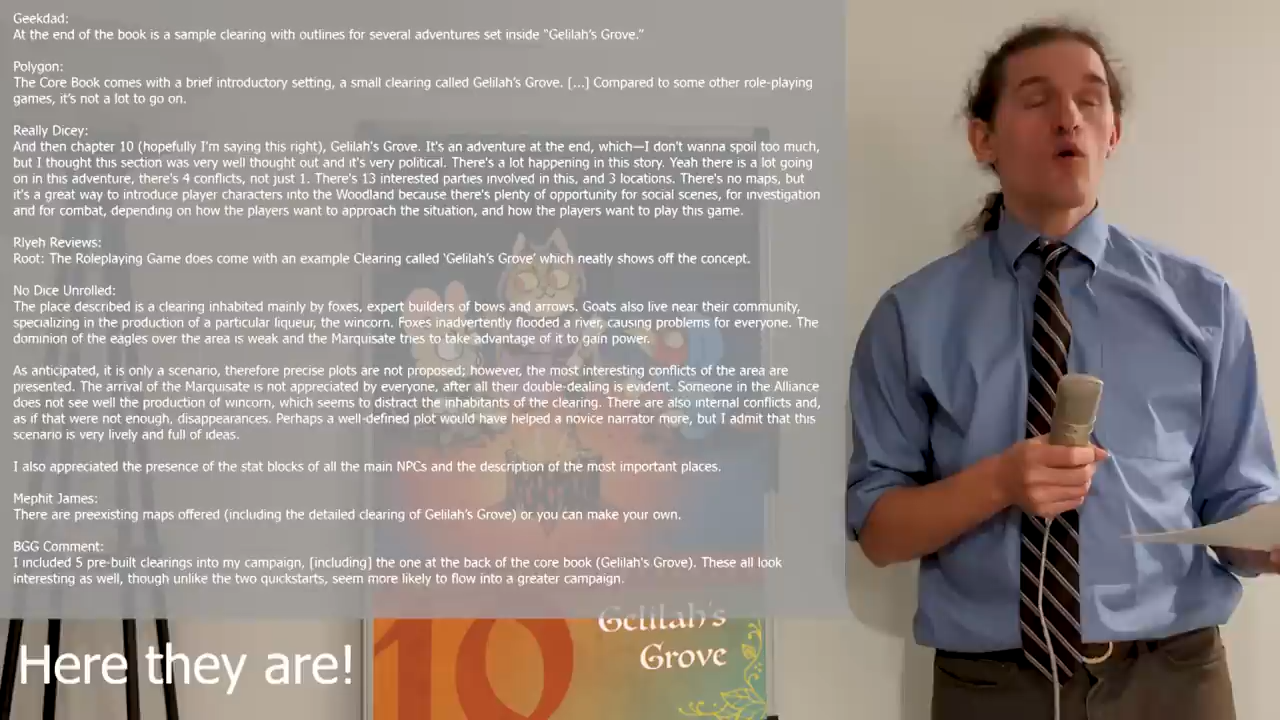 Geekdad:
At the end of the book is a sample clearing with outlines for several adventures set inside "Gelilah's Grove."
Polygon:
The Core Book comes with a brief introductory setting, a small clearing called Gelilah's Grove. [...] Compared to some other role-playing
games, it's not a lot to go on.
Really Dicey:
And then chapter 10 (hopefully I'm saying this right), Gelilah's Grove. It's an adventure at the end, which—I don't wanna spoil too much,
but I thought this section was very well thought out and it's very political. There's a lot happening in this story. Yeah there is a lot going
on in this adventure, there's 4 conflicts, not just 1. There's 13 interested parties involved in this, and 3 locations. There's no maps, but
it's a great way to introduce player characters into the Woodland because there's plenty of opportunity for social scenes, for investigation
and for combat, depending on how the players want to approach the situation, and how the players want to play this game.
Rlyeh Reviews:
Root: The Roleplaying Game does come with an example Clearing called 'Gelilah's Grove' which neatly shows off the concept.
No Dice Unrolled:
The place described is a clearing inhabited mainly by foxes, expert builders of bows and arrows. Goats also live near their community,
specializing in the production of a particular liqueur, the wincorn. Foxes inadvertently flooded a river, causing problems for everyone. The
dominion of the eagles over the area is weak and the Marquisate tries to take advantage of it to gain power.
As anticipated, it is only a scenario, therefore precise plots are not proposed; however, the most interesting conflicts of the area are
presented. The arrival of the Marquisate is not appreciated by everyone, after all their double-dealing is evident. Someone in the Alliance
does not see well the production of wincorn, which seems to distract the inhabitants of the clearing. There are also internal conflicts and,
as if that were not enough, disappearances. Perhaps a well-defined plot would have helped a novice narrator more, but I admit that this
scenario is very lively and full of ideas.
I also appreciated the presence of the stat blocks of all the main NPCs and the description of the most important places.
Mephit James:
There are preexisting maps offered (including the detailed clearing of Gelilah's Grove) or you can make your own.
BGG Comment:
I included 5 pre-built clearings into my campaign, [including] the one at the back of the core book (Gelilah's Grove). These all look
interesting as well, though unlike the two quickstarts, seem more likely to flow into a greater campaign.
Here they are!
10
Gelilah's
Grove